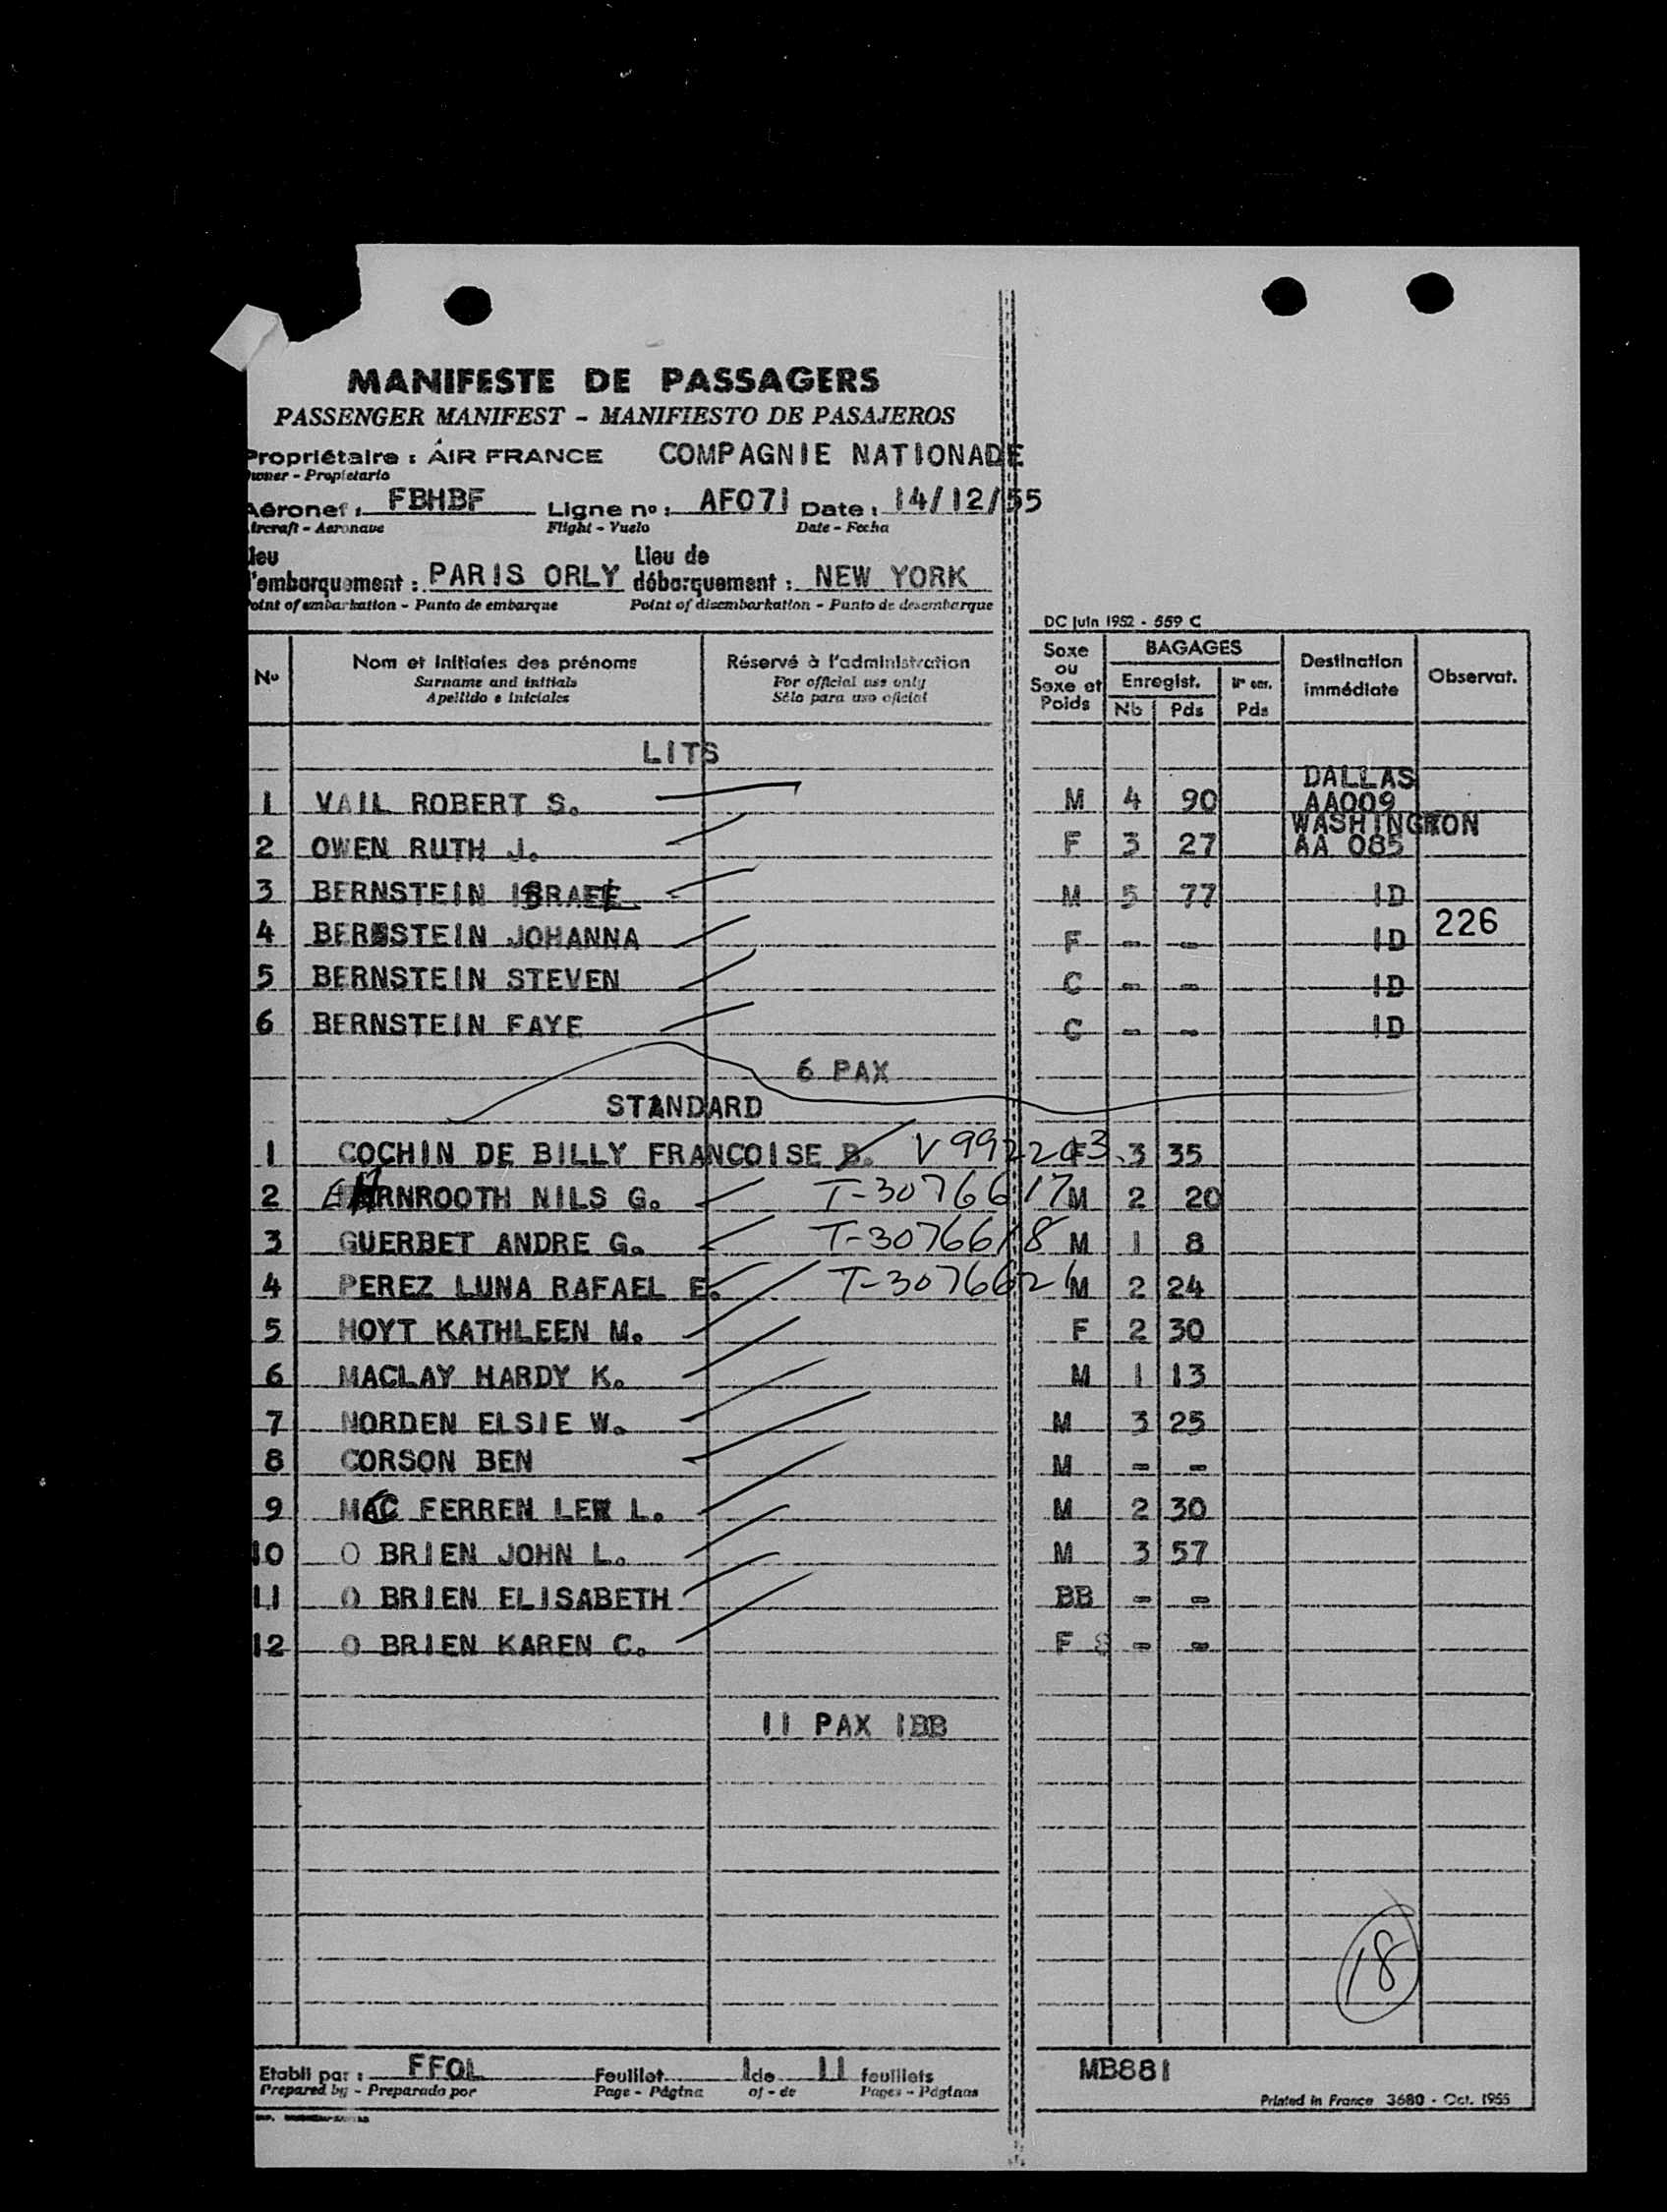 MANIFESTE DE PASSAGERS
PASSENGER MANIFEST - MANIFIESTO DE PASAJEROS
Propriétaire : AIR FRANCE COMPAGNIE NATIONADE
Owner - Propietario
Aéronef : FBHBF Ligne no : AF071 Date : 14/12/55
Aircraft - Aeronave Flight - Vuelo Date - Fecha
lieu Lieu de
d'embarquement : PARIS ORLY débarquement : NEW YORK
Point of embarkation - Punto de embarque Point of disembarkation - Punto de desembarque
DC Juin 1952 - 559 C
No Nom et Initiales des prénoms Réservé à l'administration Sexe ou Sexe et Poids BAGAGES Destination immédiate Observat.
Surname and initials For official use only Enregist.
Apellido e iniciales Sólo para uso oficial Nb Pds Pds
LITS
DALLAS
1 VAIL ROBERT S. M 4 90 AA009
WASHINGTON
2 OWEN RUTH J. F 3 27 AA 085
3 BERNSTEIN ISRAEL M 5 77 ID
4 BERNSTEIN JOHANNA F - - ID 226
5 BERNSTEIN STEVEN C - - ID
6 BERNSTEIN FAYE C - - ID
6 PAX
STANDARD
1 COCHIN DE BILLY FRANCOISE B. V992203 F 3 35
2 EHRNROOTH NILS G. T-3076617 M 2 20
3 GUERBET ANDRE G. T-3076618 M 1 8
4 PEREZ LUNA RAFAEL E. T-3076621 M 2 24
5 HOYT KATHLEEN M. F 2 30
6 MACLAY HARDY K. M 1 13
7 NORDEN ELSIE W. M 3 25
8 CORSON BEN M - -
9 MAC FERREN LEW L. M 2 30
10 O BRIEN JOHN L. M 3 57
11 O BRIEN ELISABETH BB - -
12 O BRIEN KAREN C. F - -
11 PAX 1BB
18
Etabli par : FFOL Feuillet 1 de 11 feuillets MB881
Prepared by - Preparado por Page - Página of - de Pages - Páginas
Printed in France 3680 - Oct. 1955